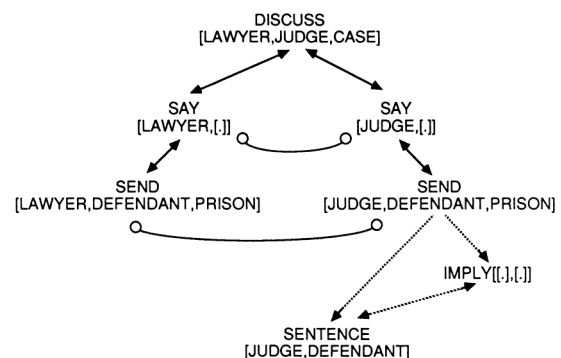 DISCUSS
[LAWYER,JUDGE,CASE]
SAY
[LAWYER,[.]]
SAY
[JUDGE,[.]]
SEND
[LAWYER,DEFENDANT,PRISON]
SEND
[JUDGE,DEFENDANT,PRISON]
IMPLY[[.],[.]]
SENTENCE
[JUDGE,DEFENDANT]